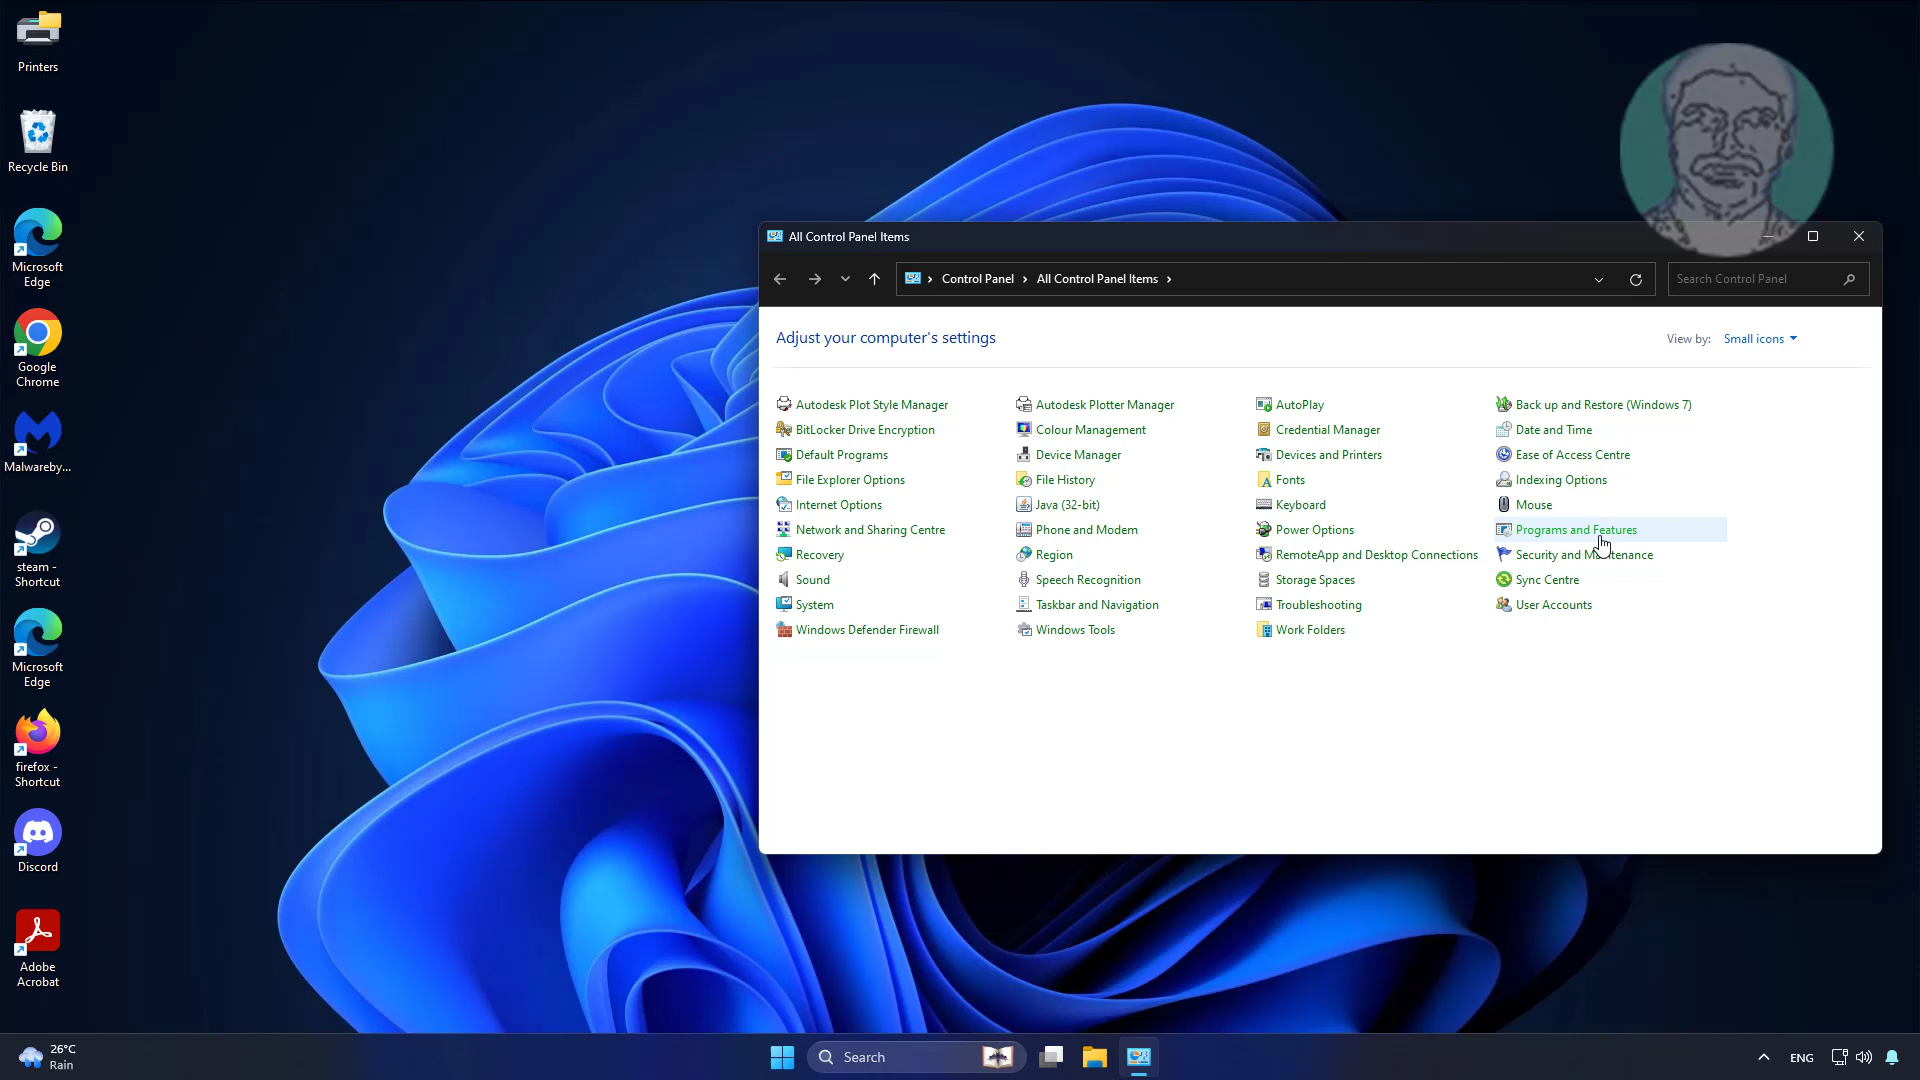 Printers
Recycle Bin
Microsoft
Edge
Google
Chrome
Malwareby...
steam -
Shortcut
Microsoft
Edge
firefox -
Shortcut
Discord
Adobe
Acrobat
All Control Panel Items
Control Panel All Control Panel Items
Search Control Panel
Adjust your computer's settings
View by: Small icons
Autodesk Plot Style Manager Autodesk Plotter Manager AutoPlay Back up and Restore (Windows 7)
BitLocker Drive Encryption Colour Management Credential Manager Date and Time
Default Programs Device Manager Devices and Printers Ease of Access Centre
File Explorer Options File History Fonts Indexing Options
Internet Options Java (32-bit) Keyboard Mouse
Network and Sharing Centre Phone and Modem Power Options Programs and Features
Recovery Region RemoteApp and Desktop Connections Security and Maintenance
Sound Speech Recognition Storage Spaces Sync Centre
System Taskbar and Navigation Troubleshooting User Accounts
Windows Defender Firewall Windows Tools Work Folders
26°C
Rain
Search
ENG